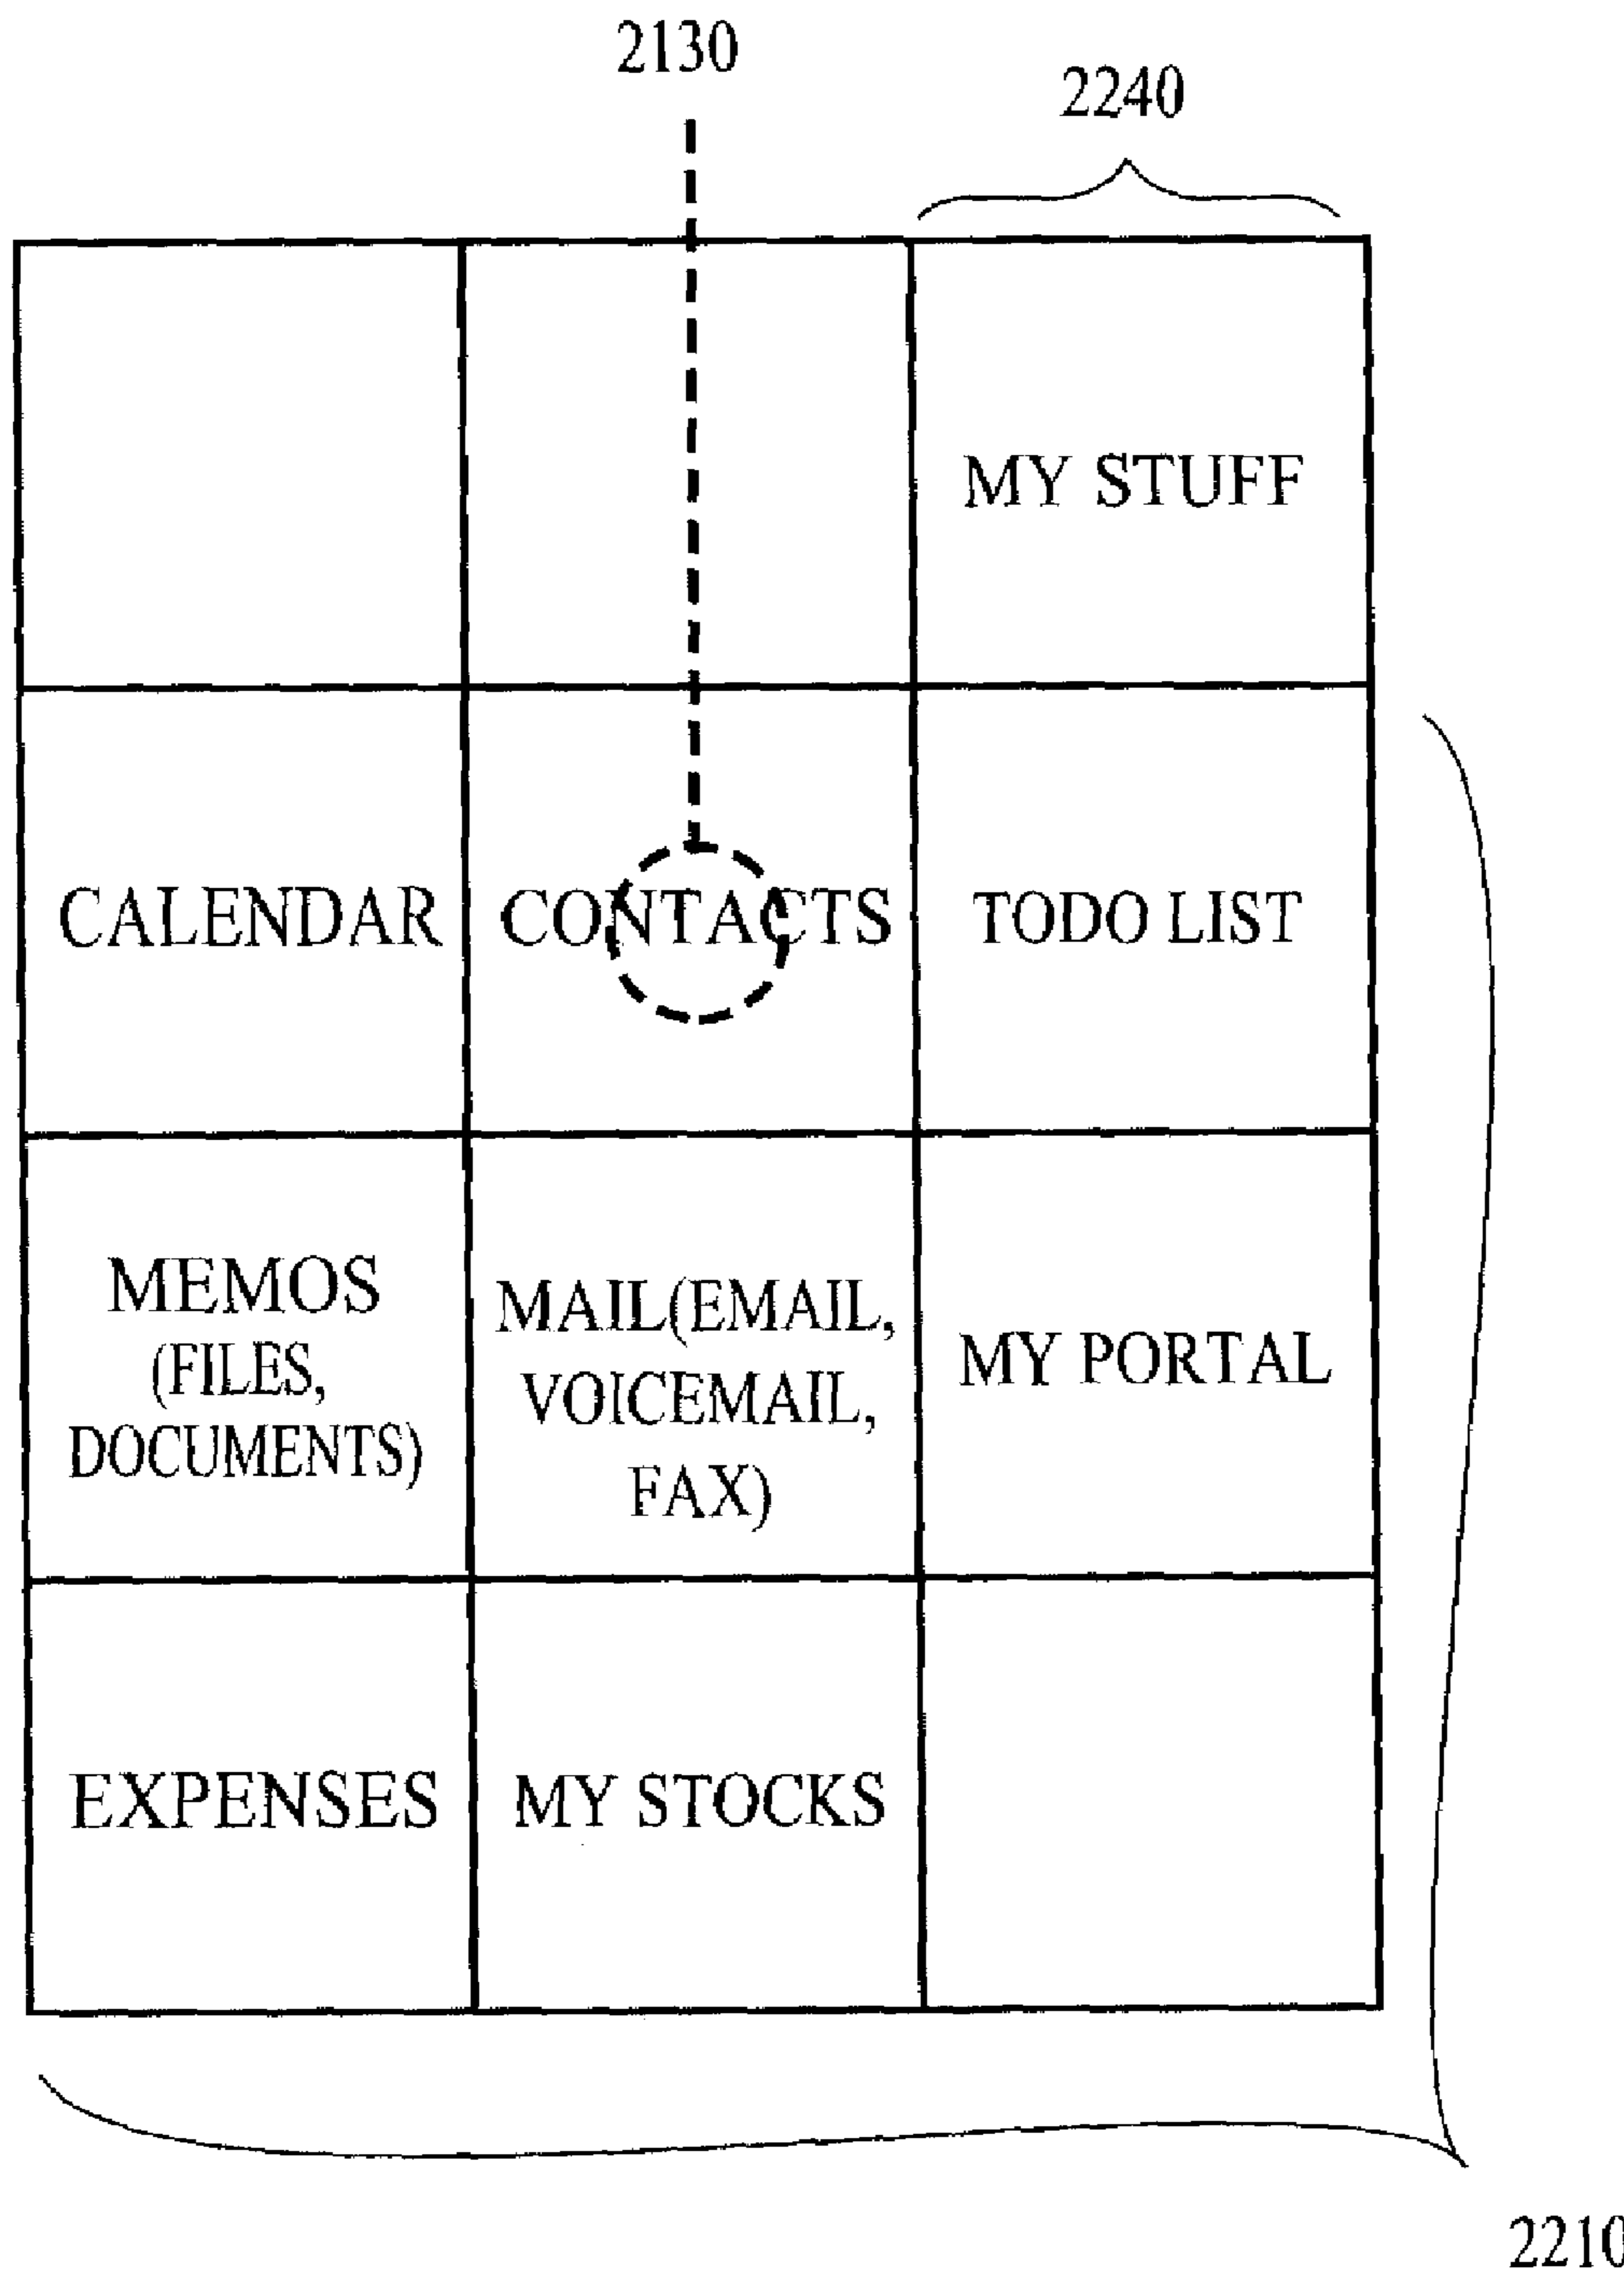 2130
2240
MY STUFF
CALENDAR
CONTACTS
TODO LIST
MEMOS
(FILES,
DOCUMENTS)
MAIL(EMAIL,
VOICEMAIL,
FAX)
MY PORTAL
EXPENSES
MY STOCKS
2210